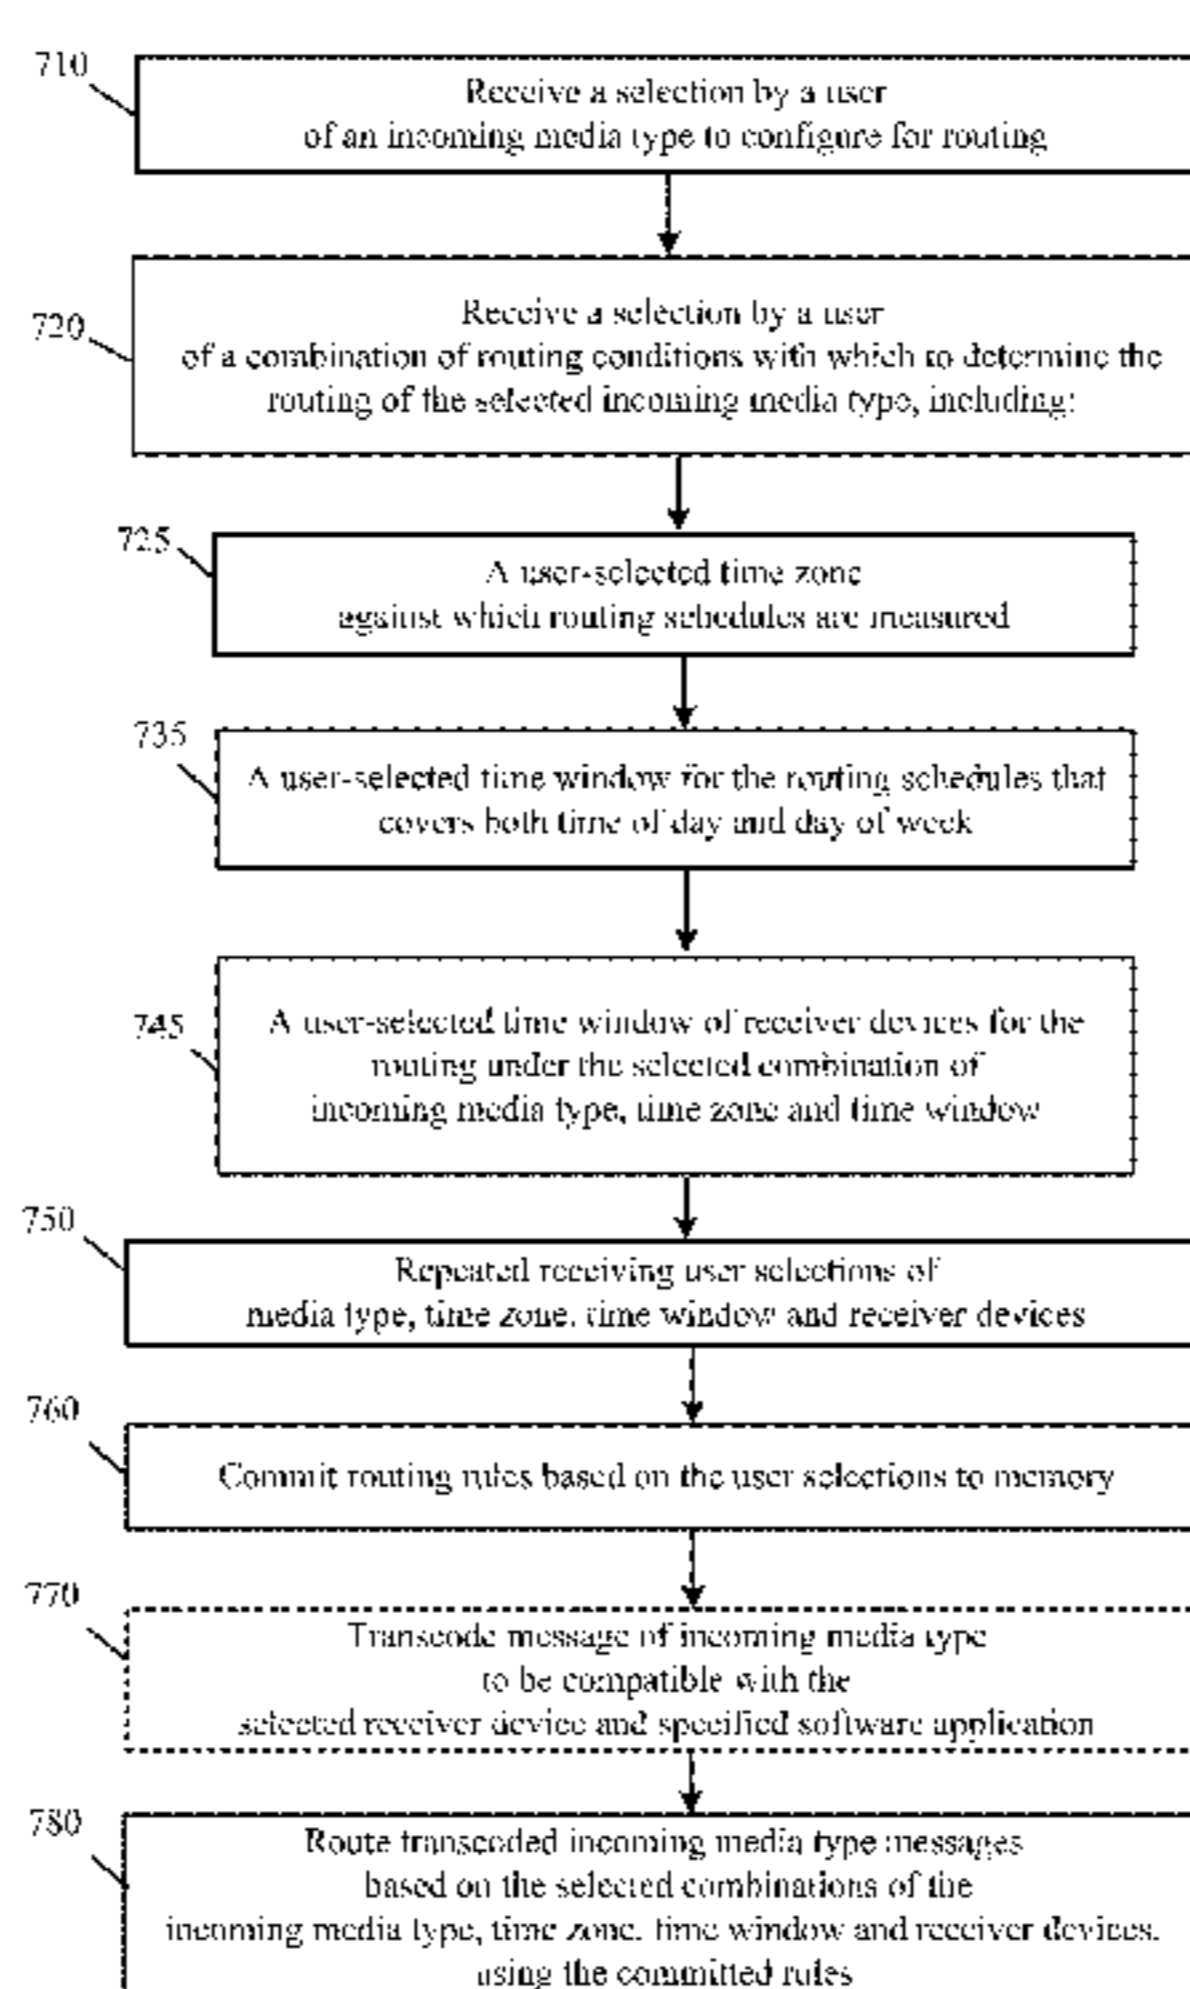 710
Receive a selection by a user
of an incoming media type to configure for routing
720
Receive a selection by a user
of a combination of routing conditions with which to determine the
routing of the selected incoming media type, including:
725
A user-selected time zone
against which routing schedules are measured
735
A user-selected time window for the routing schedules that
covers both time of day and day of week
745
A user-selected time window of receiver devices for the
routing under the selected combination of
incoming media type, time zone and time window
750
Repeated receiving user selections of
media type, time zone, time window and receiver devices
760
Commit routing rules based on the user selections to memory
770
Transcode message of incoming media type
to be compatible with the
selected receiver device and specified software application
780
Route transcoded incoming media type messages
based on the selected combinations of the
incoming media type, time zone, time window and receiver devices,
using the committed rules